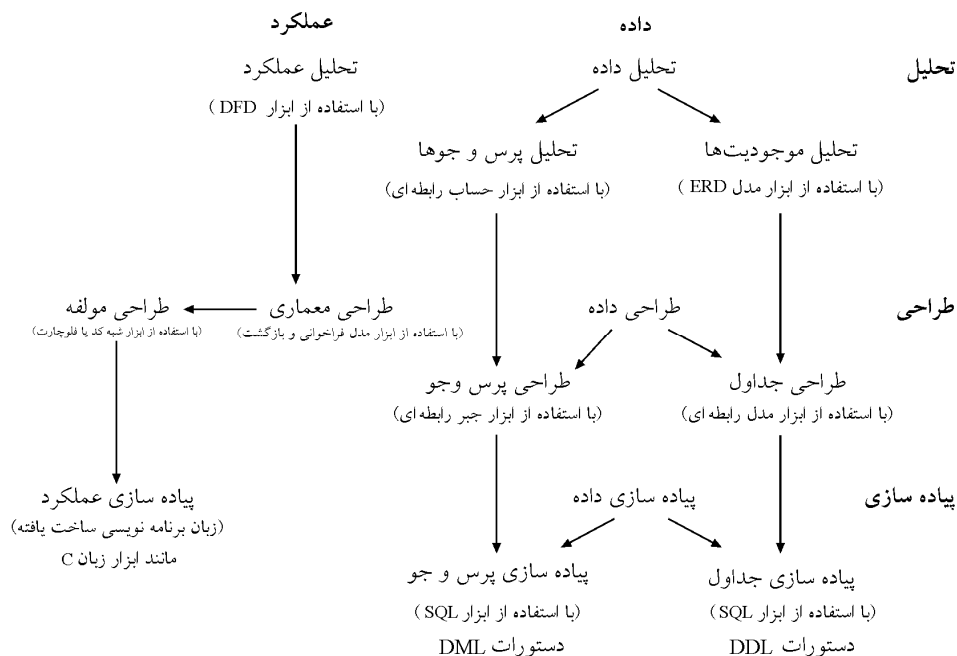 داده
عملکرد
تحلیل
تحلیل داده
تحلیل عملکرد
(با استفاده از ابزار DFD)
تحلیل موجودیت‌ها
(با استفاده از ابزار مدل ERD)
تحلیل پرس و جوها
(با استفاده از ابزار حساب رابطه ای)
طراحی
طراحی داده
طراحی معماری
(با استفاده از ابزار مدل فراخوانی و بازگشت)
طراحی مولفه
(با استفاده از ابزار شبه کد یا فلوچارت)
طراحی جداول
(با استفاده از ابزار مدل رابطه ای)
طراحی پرس وجو
(با استفاده از ابزار جبر رابطه ای)
پیاده سازی
پیاده سازی داده
پیاده سازی عملکرد
(زبان برنامه نویسی ساخت یافته)
مانند ابزار زبان C
پیاده سازی جداول
(با استفاده از ابزار SQL)
دستورات DDL
پیاده سازی پرس و جو
(با استفاده از ابزار SQL)
دستورات DML